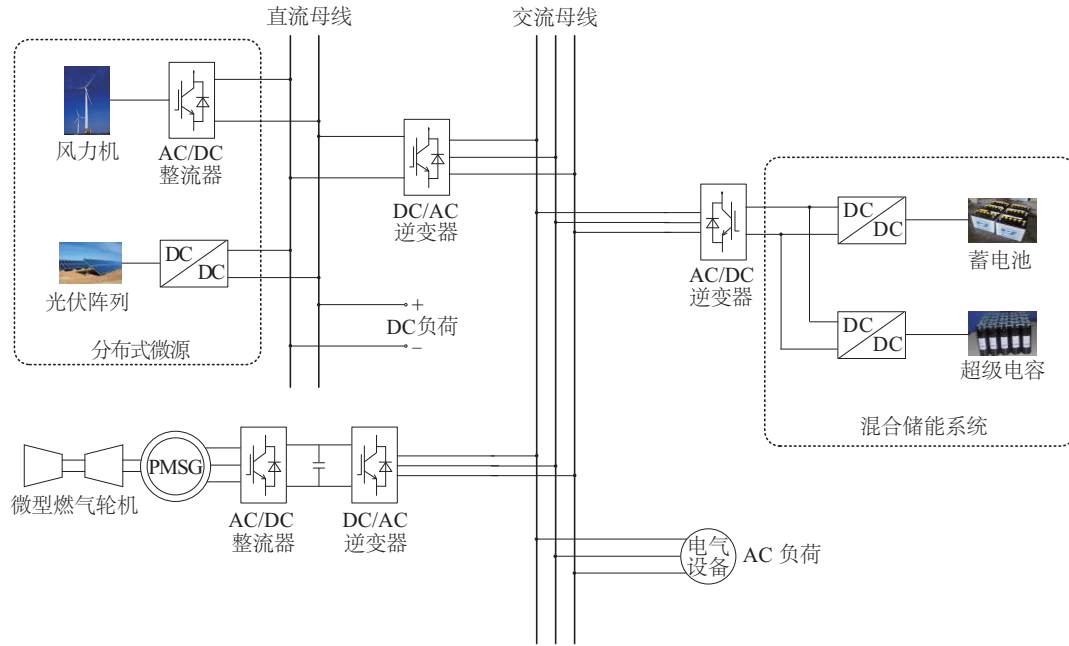 直流母线
交流母线
风力机
AC/DC
整流器
DC/AC
逆变器
DC
DC
光伏阵列
+
DC 负荷
−
分布式微源
AC/DC
逆变器
DC
DC
蓄电池
DC
DC
超级电容
混合储能系统
PMSG
微型燃气轮机
AC/DC
整流器
DC/AC
逆变器
电气
设备
AC 负荷